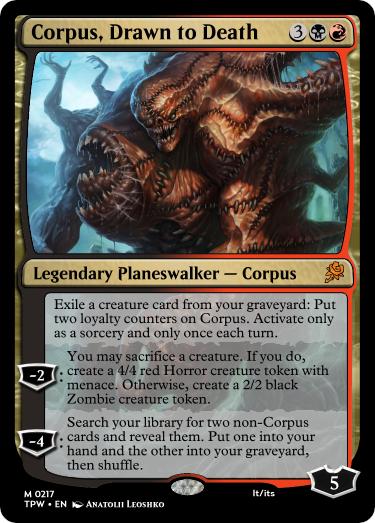 Corpus, Drawn to Death 3
Legendary Planeswalker — Corpus
Exile a creature card from your graveyard: Put
two loyalty counters on Corpus. Activate only
as a sorcery and only once each turn.
-2: You may sacrifice a creature. If you do,
create a 4/4 red Horror creature token with
menace. Otherwise, create a 2/2 black
Zombie creature token.
-4: Search your library for two non-Corpus
cards and reveal them. Put one into your
hand and the other into your graveyard,
then shuffle.
5
M 0217
TPW • EN Anatolii Leoshko
It/its